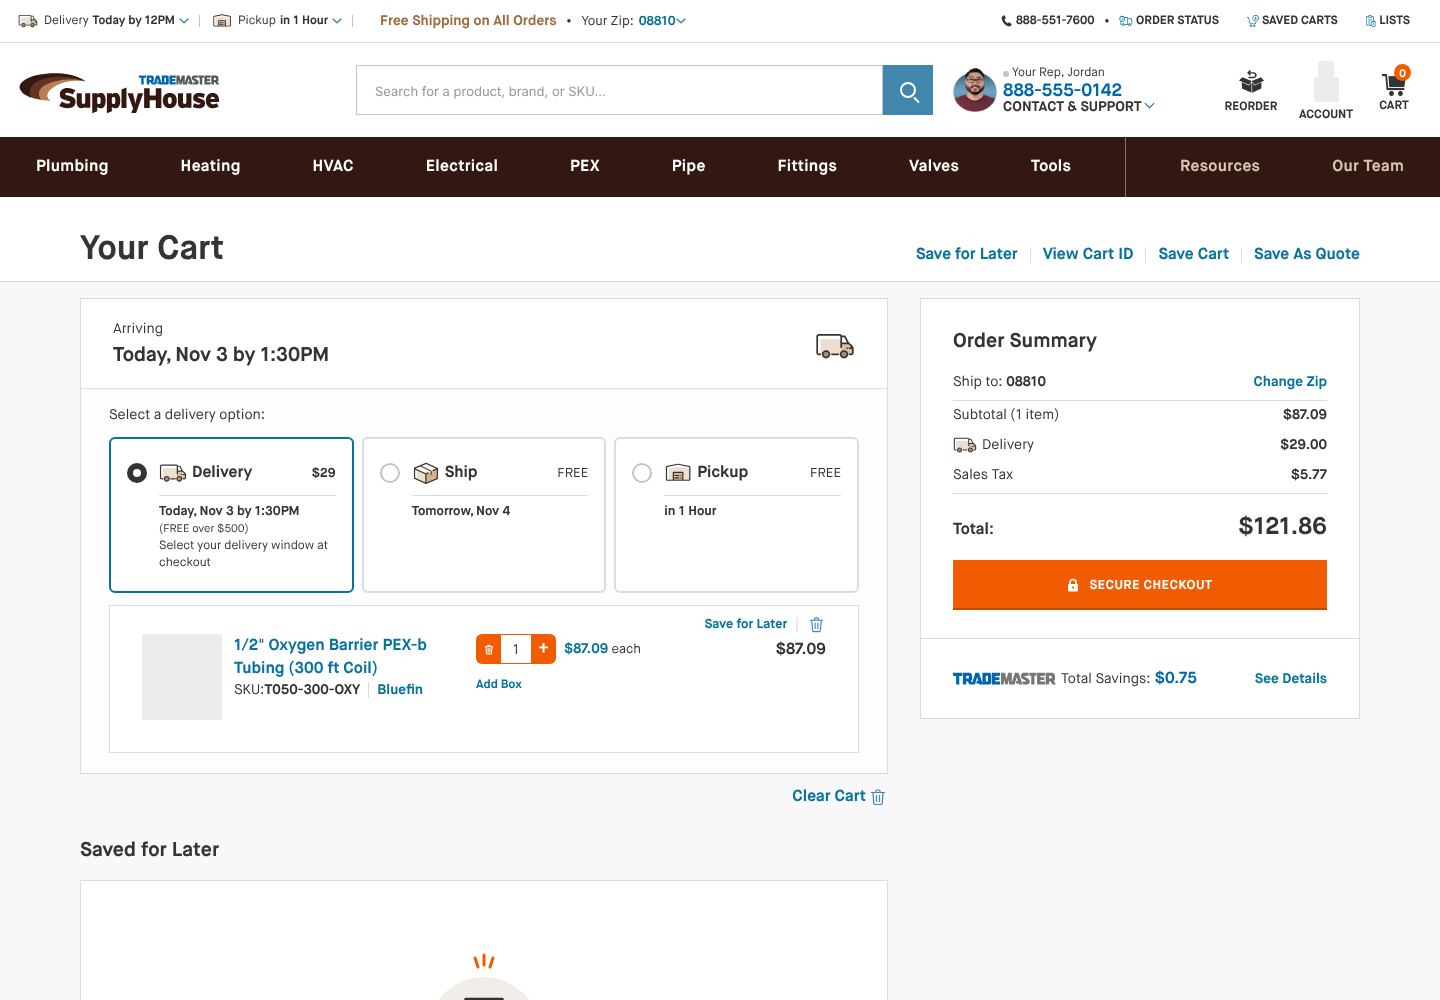 Delivery Today by 12PM
Pickup in 1 Hour
Free Shipping on All Orders • Your Zip: 08810
888-551-7600 • ORDER STATUS
SAVED CARTS
LISTS
TRADEMASTER
SupplyHouse
Search for a product, brand, or SKU...
Your Rep, Jordan
888-555-0142
CONTACT & SUPPORT
REORDER
ACCOUNT
0
CART
Plumbing
Heating
HVAC
Electrical
PEX
Pipe
Fittings
Valves
Tools
Resources
Our Team
Your Cart
Save for Later
View Cart ID
Save Cart
Save As Quote
Arriving
Today, Nov 3 by 1:30PM
Select a delivery option:
Delivery $29
Today, Nov 3 by 1:30PM
(FREE over $500)
Select your delivery window at
checkout
Ship FREE
Tomorrow, Nov 4
Pickup FREE
in 1 Hour
Save for Later
1/2" Oxygen Barrier PEX-b
Tubing (300 ft Coil)
SKU:T050-300-OXY Bluefin
1 + $87.09 each
Add Box
$87.09
Clear Cart
Order Summary
Ship to: 08810 Change Zip
Subtotal (1 item) $87.09
Delivery $29.00
Sales Tax $5.77
Total: $121.86
SECURE CHECKOUT
TRADEMASTER Total Savings: $0.75 See Details
Saved for Later